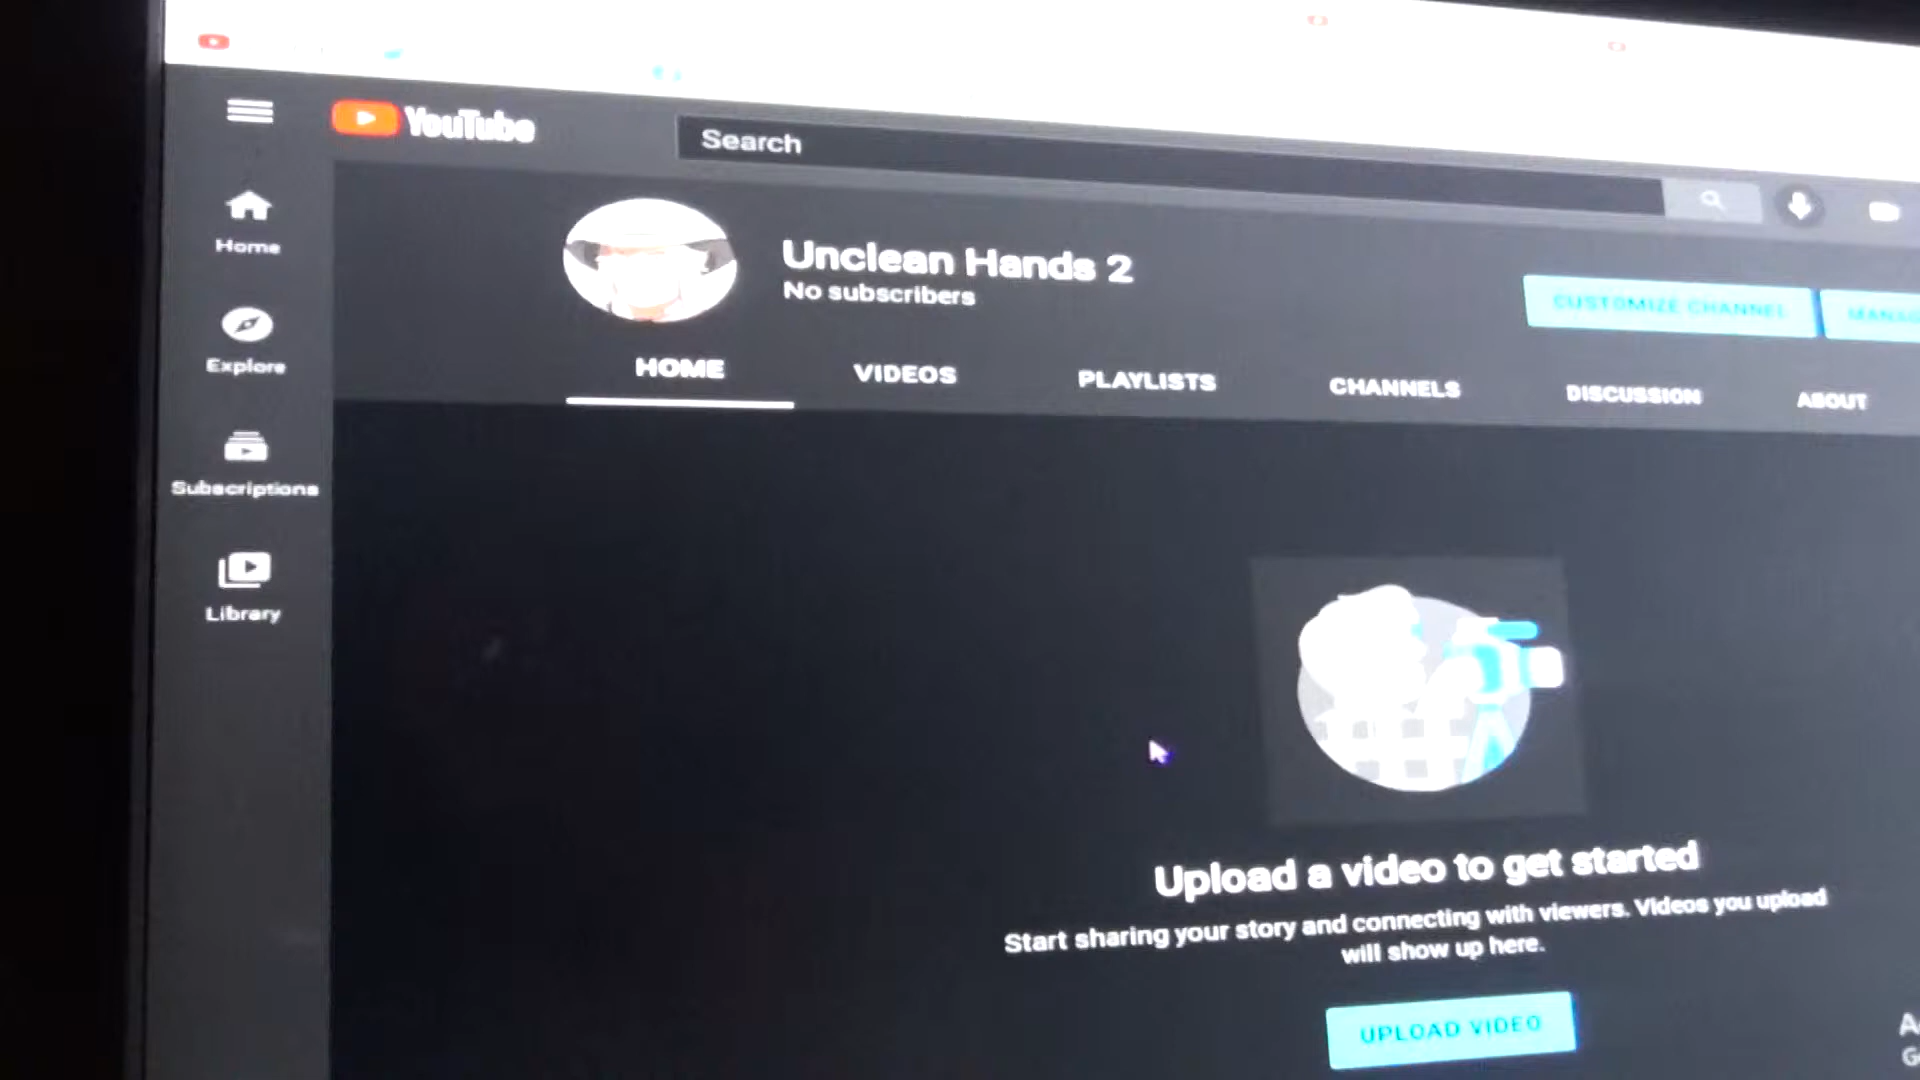 YouTube
Search
Home
Explore
Subscriptions
Library
Unclean Hands 2
No subscribers
CUSTOMIZE CHANNEL
HOME
VIDEOS
PLAYLISTS
CHANNELS
DISCUSSION
ABOUT
Upload a video to get started
Start sharing your story and connecting with viewers. Videos you upload
will show up here.
UPLOAD VIDEO